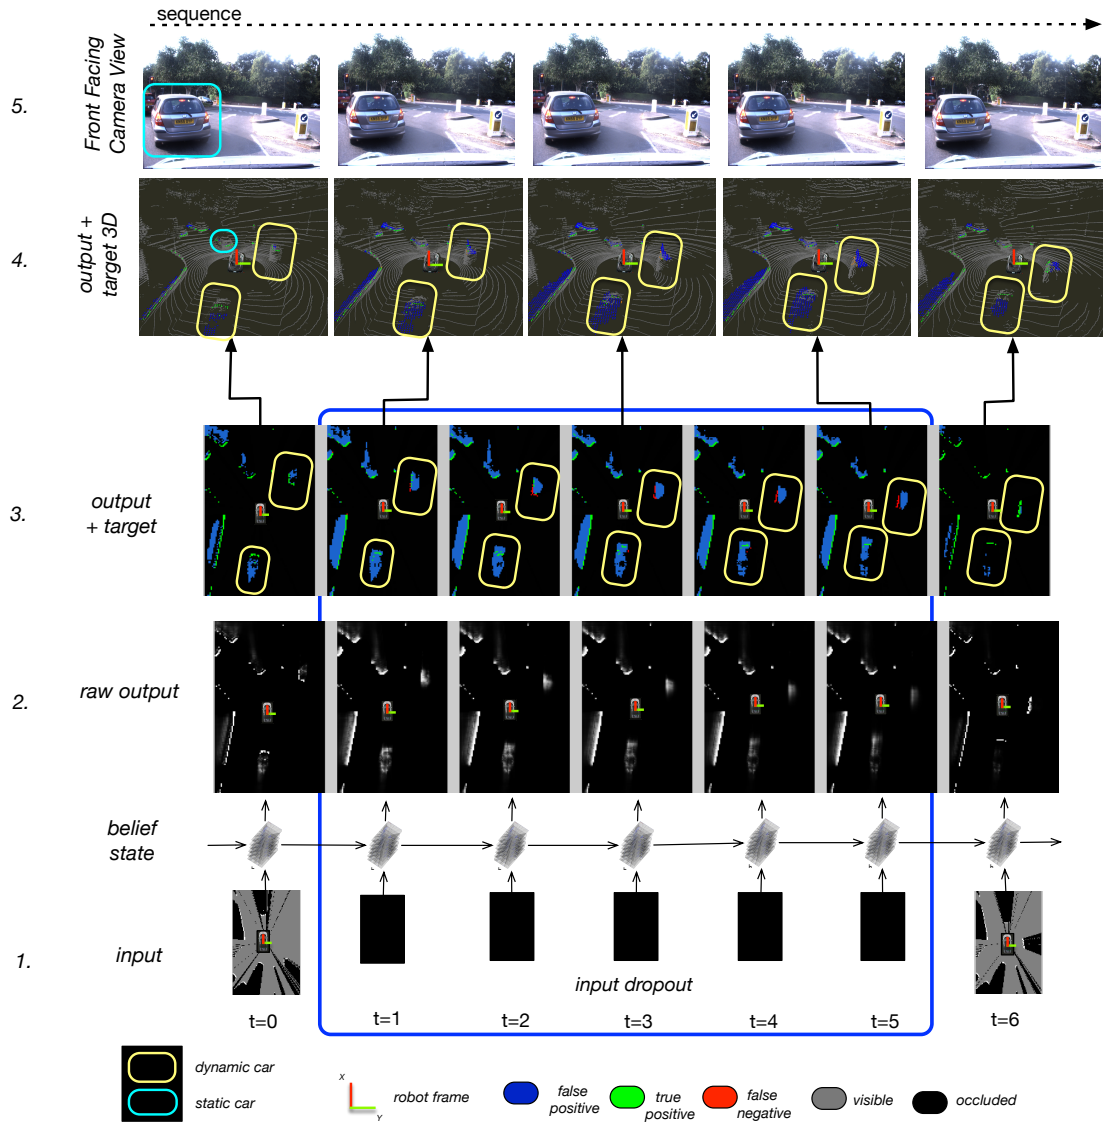 sequence
5.
Front Facing
Camera View
4.
output +
target 3D
3.
output
+ target
2.
raw output
belief
state
1.
input
input dropout
t=0
t=1
t=2
t=3
t=4
t=5
t=6
dynamic car
static car
X
Y
robot frame
false
positive
true
positive
false
negative
visible
occluded